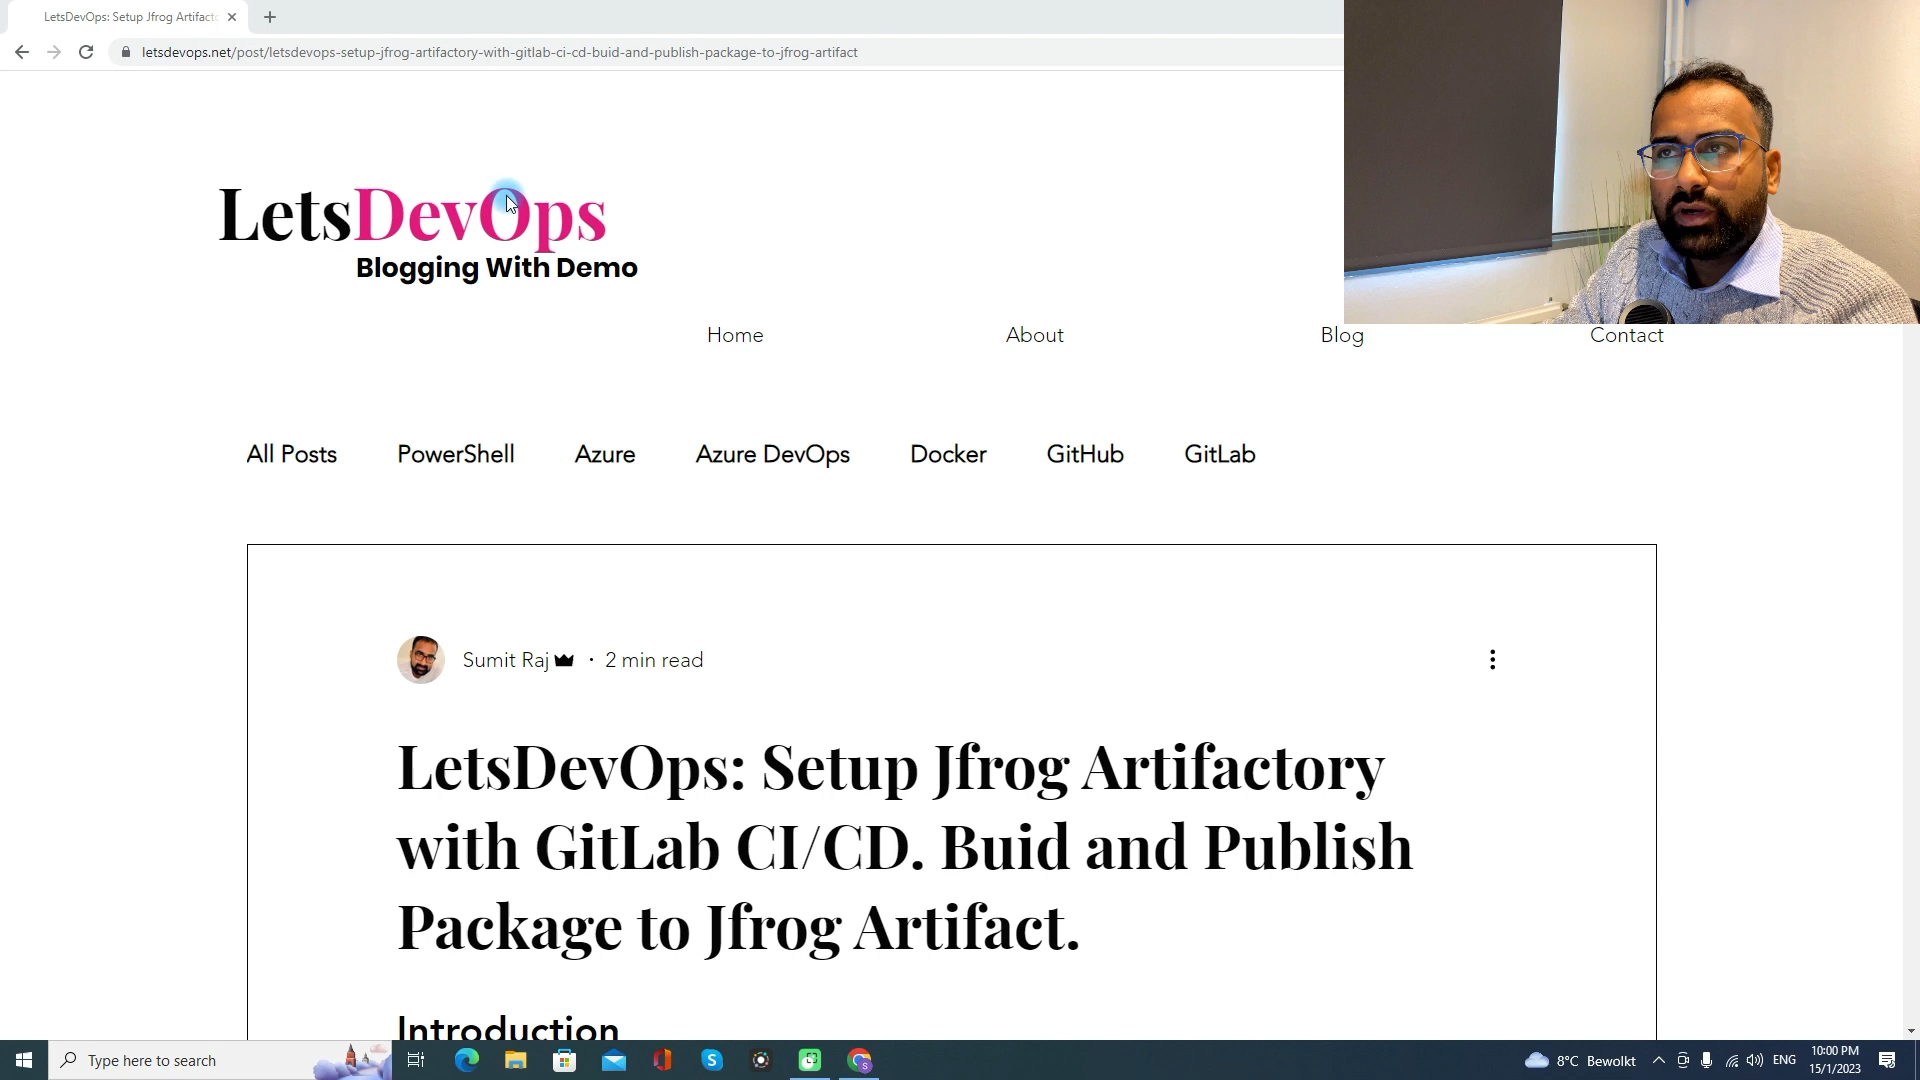 LetsDevOps: Setup Jfrog Artifacto
letsdevops.net/post/letsdevops-setup-jfrog-artifactory-with-gitlab-ci-cd-buid-and-publish-package-to-jfrog-artifact
LetsDevOps
Blogging With Demo
Home About Blog Contact
All Posts PowerShell Azure Azure DevOps Docker GitHub GitLab
Sumit Raj · 2 min read
LetsDevOps: Setup Jfrog Artifactory
with GitLab CI/CD. Buid and Publish
Package to Jfrog Artifact.
Introduction
Type here to search
8°C Bewolkt
ENG
10:00 PM
15/1/2023